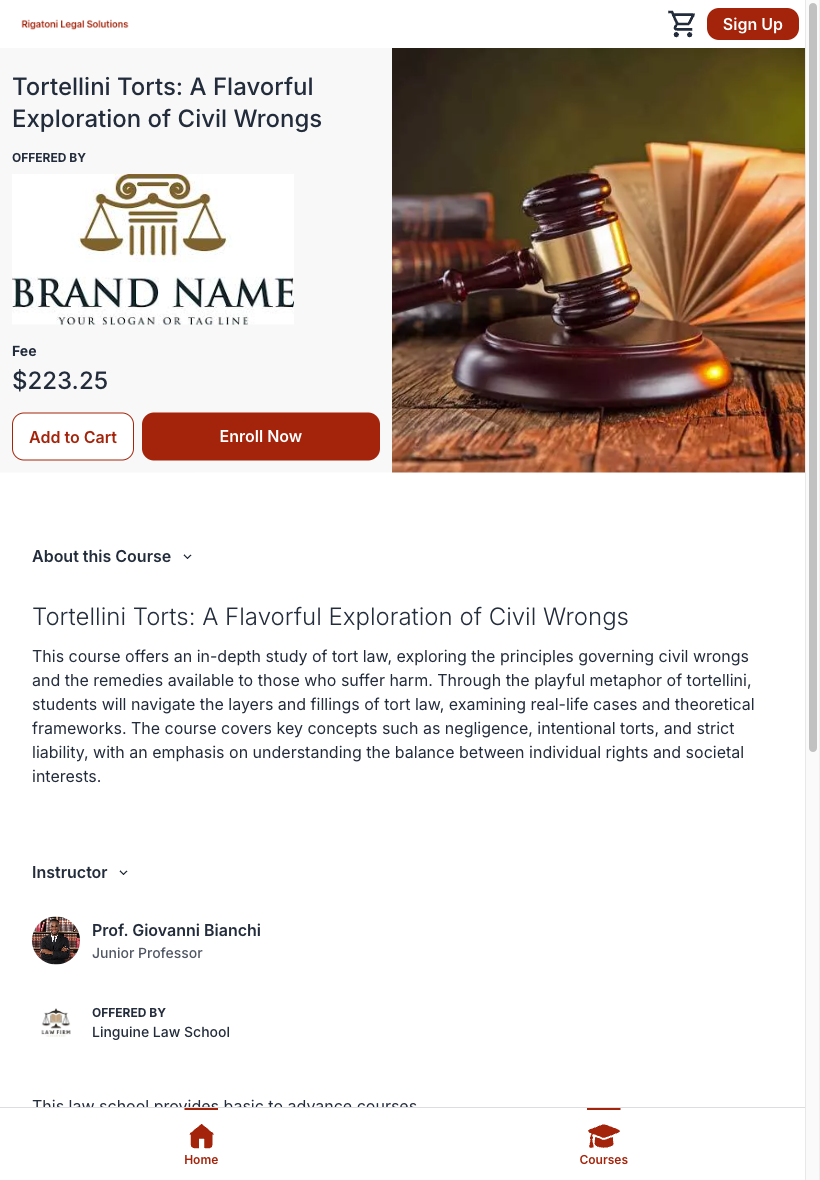 Rigatoni Legal Solutions
Sign Up
Tortellini Torts: A Flavorful
Exploration of Civil Wrongs
OFFERED BY
BRAND NAME
YOUR SLOGAN OR TAG LINE
Fee
$223.25
Add to Cart
Enroll Now
About this Course
Tortellini Torts: A Flavorful Exploration of Civil Wrongs
This course offers an in-depth study of tort law, exploring the principles governing civil wrongs
and the remedies available to those who suffer harm. Through the playful metaphor of tortellini,
students will navigate the layers and fillings of tort law, examining real-life cases and theoretical
frameworks. The course covers key concepts such as negligence, intentional torts, and strict
liability, with an emphasis on understanding the balance between individual rights and societal
interests.
Instructor
Prof. Giovanni Bianchi
Junior Professor
LAW FIRM
OFFERED BY
Linguine Law School
This law school provides basic to advance courses
Home
Courses